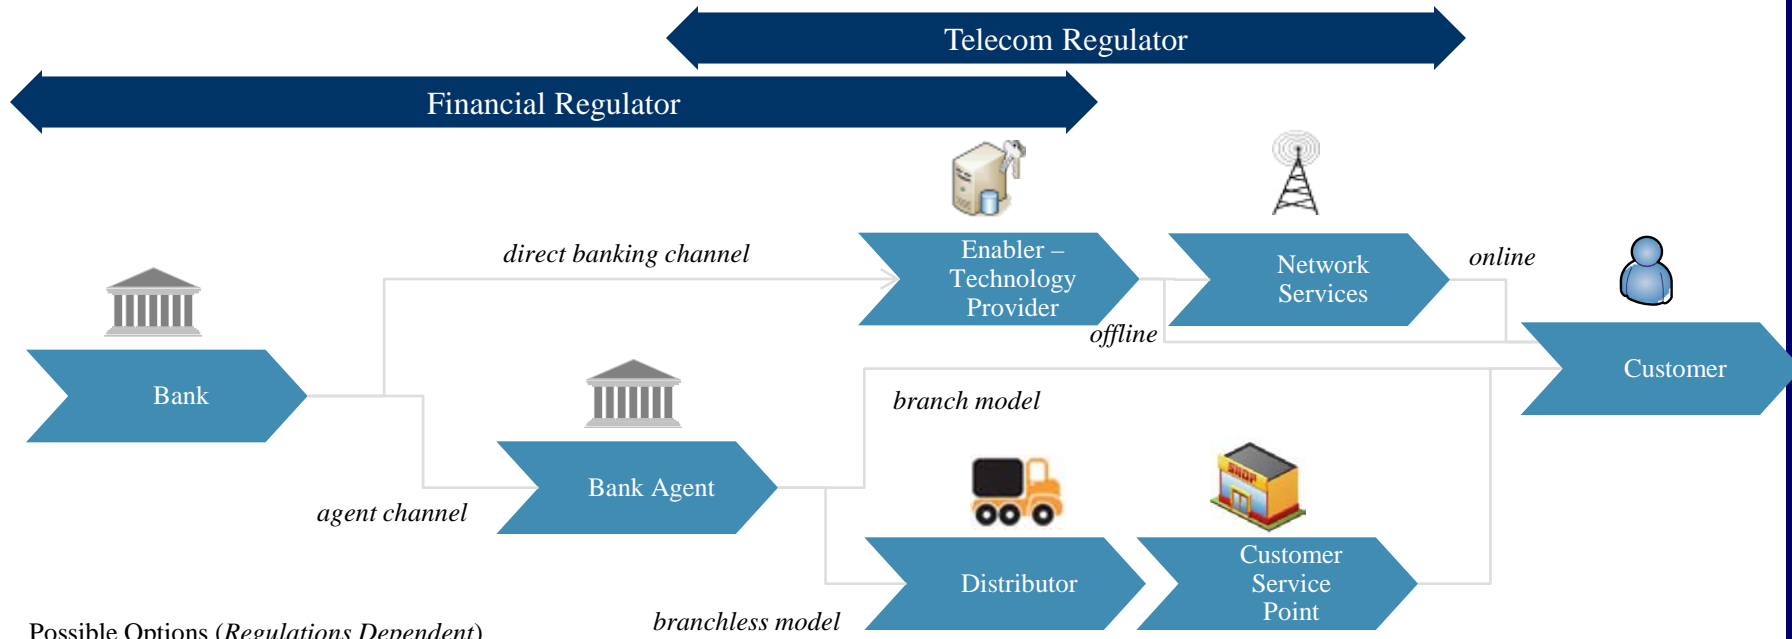 Telecom Regulator
Financial Regulator
direct banking channel
Enabler –
Technology
Provider
Network
Services
online
offline
Bank
Customer
branch model
Bank Agent
agent channel
SHOP
Distributor
Customer
Service
Point
branchless model
Possible Options (Regulations Dependent)